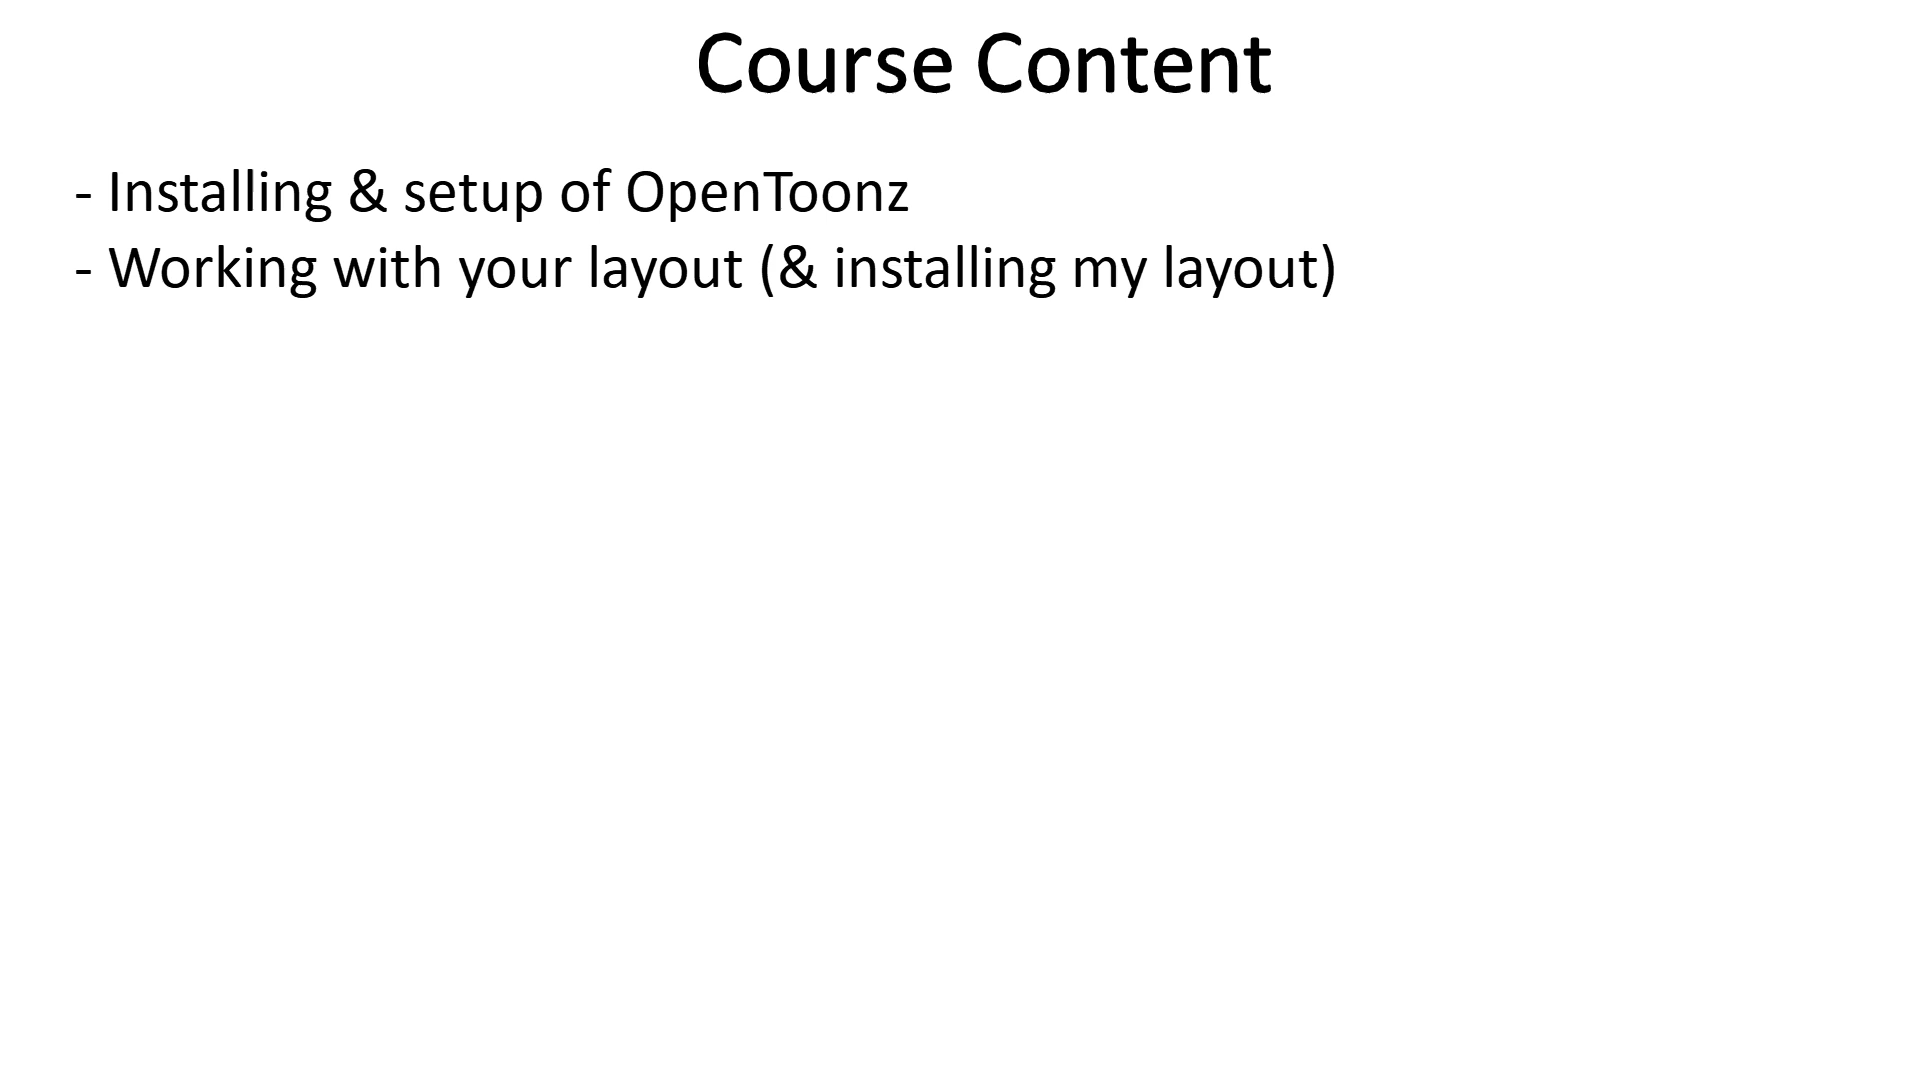 Course Content
- Installing & setup of OpenToonz
- Working with your layout (& installing my layout)